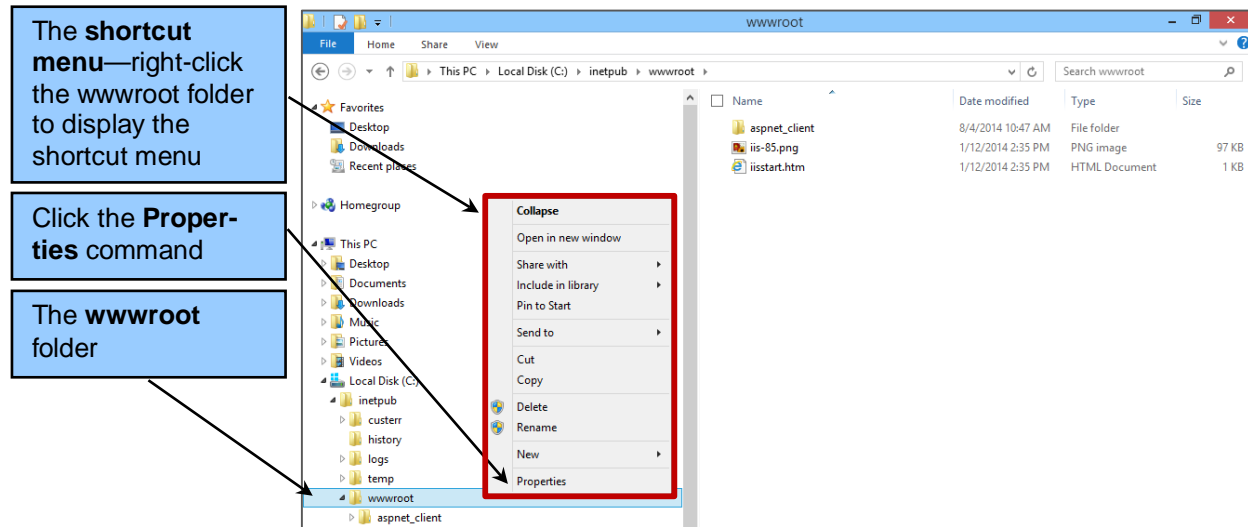 The shortcut
menu—right-click
the wwwroot folder
to display the
shortcut menu
Click the Proper-
ties command
The wwwroot
folder
wwwroot
File Home Share View
This PC Local Disk (C:) inetpub wwwroot
Search wwwroot
Favorites
Desktop
Downloads
Recent places
Homegroup
This PC
Desktop
Documents
Downloads
Music
Pictures
Videos
Local Disk (C:)
inetpub
custerr
history
logs
temp
wwwroot
aspnet_client
Collapse
Open in new window
Share with
Include in library
Pin to Start
Send to
Cut
Copy
Delete
Rename
New
Properties
Name Date modified Type Size
aspnet_client 8/4/2014 10:47 AM File folder
iis-85.png 1/12/2014 2:35 PM PNG image 97 KB
iisstart.htm 1/12/2014 2:35 PM HTML Document 1 KB